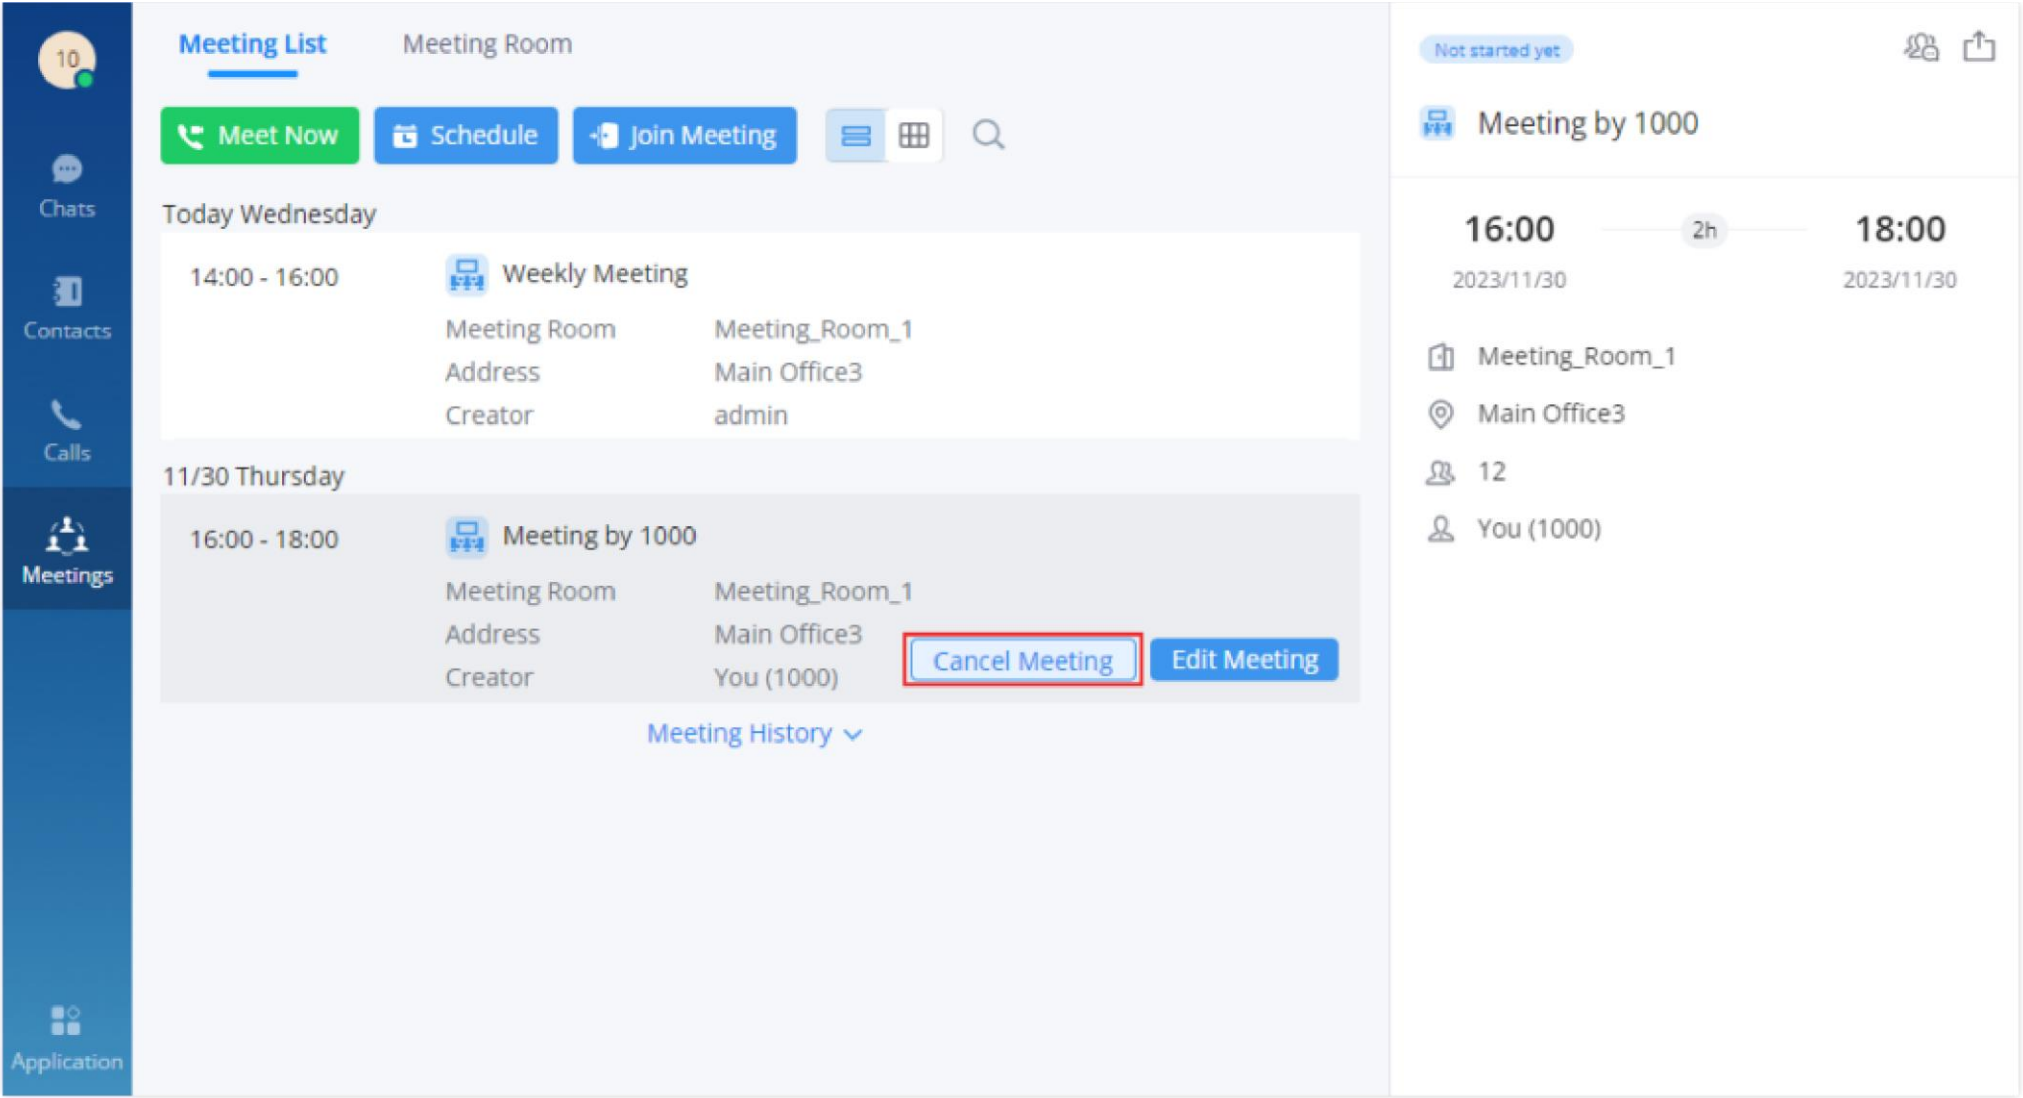 10
Chats
Contacts
Calls
Meetings
Application
Meeting List
Meeting Room
Meet Now
Schedule
Join Meeting
Today Wednesday
14:00 - 16:00
Weekly Meeting
Meeting Room Meeting_Room_1
Address Main Office3
Creator admin
11/30 Thursday
16:00 - 18:00
Meeting by 1000
Meeting Room Meeting_Room_1
Address Main Office3
Creator You (1000)
Cancel Meeting
Edit Meeting
Meeting History
Not started yet
Meeting by 1000
16:00 2h 18:00
2023/11/30 2023/11/30
Meeting_Room_1
Main Office3
12
You (1000)